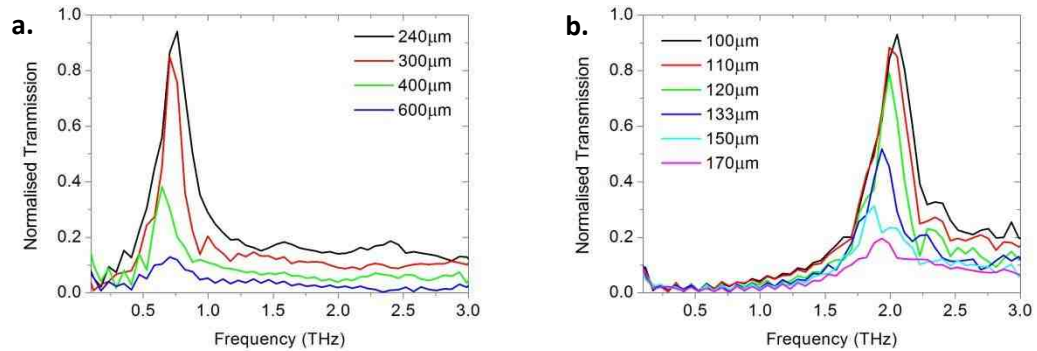 a.
1.0
0.8
0.6
0.4
0.2
0.0
Normalised Tranmission
240μm
300μm
400μm
600μm
0.5 1.0 1.5 2.0 2.5 3.0
Frequency (THz)
b.
1.0
0.8
0.6
0.4
0.2
0.0
Normalised Transmission
100μm
110μm
120μm
133μm
150μm
170μm
0.5 1.0 1.5 2.0 2.5 3.0
Frequency (THz)